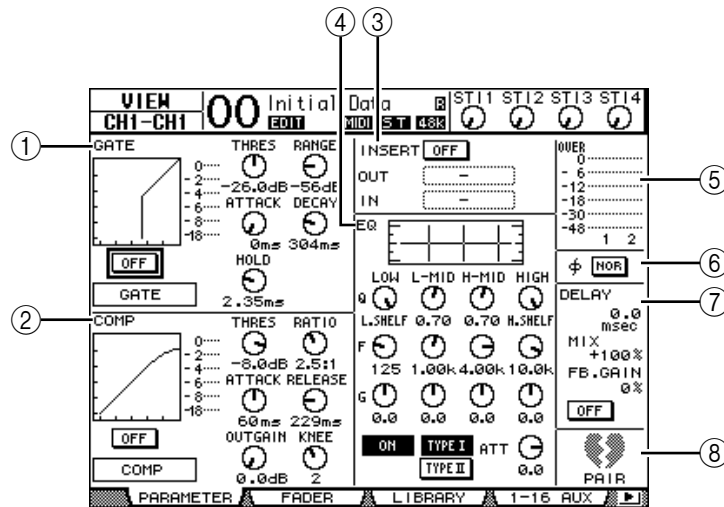 ④ ③
VIEW
CH1-CH1
00 Initial Data R
EDIT MIDI S T 48K
STI1 STI2 STI3 STI4
①
GATE
0
-2
-4
-6
-8
-18
THRES RANGE
-26.0dB -56dB
ATTACK DECAY
0ms 304ms
HOLD
2.35ms
OFF
GATE
②
COMP
0
-2
-4
-6
-8
-18
THRES RATIO
-8.0dB 2.5:1
ATTACK RELEASE
60ms 229ms
OUTGAIN KNEE
0.0dB 2
OFF
COMP
INSERT OFF
OUT -
IN -
EQ
LOW L-MID H-MID HIGH
Q
L.SHELF 0.70 0.70 H.SHELF
F
125 1.00k 4.00k 10.0k
G
0.0 0.0 0.0 0.0
ON TYPE I ATT
TYPE II 0.0
OVER
0
-6
-12
-18
-30
-48
1 2
⑤
ϕ NOR
⑥
DELAY
⑦
0.0
msec
MIX
+100%
FB.GAIN
0%
OFF
⑧
PAIR
PARAMETER FADER LIBRARY 1-16 AUX